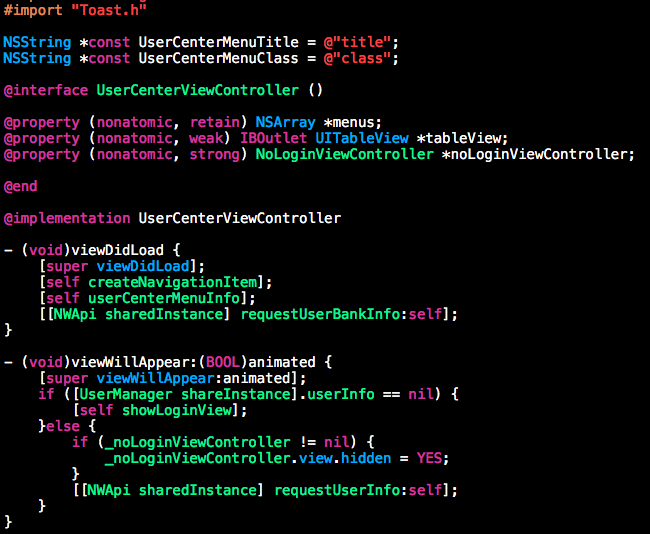 #import "Toast.h"
NSString *const UserCenterMenuTitle = @"title";
NSString *const UserCenterMenuClass = @"class";
@interface UserCenterViewController ()
@property (nonatomic, retain) NSArray *menus;
@property (nonatomic, weak) IBOutlet UITableView *tableView;
@property (nonatomic, strong) NoLoginViewController *noLoginViewController;
@end
@implementation UserCenterViewController
- (void)viewDidLoad {
    [super viewDidLoad];
    [self createNavigationItem];
    [self userCenterMenuInfo];
    [[NWApi sharedInstance] requestUserBankInfo:self];
}
- (void)viewWillAppear:(BOOL)animated {
    [super viewWillAppear:animated];
    if ([UserManager shareInstance].userInfo == nil) {
        [self showLoginView];
    }else {
        if (_noLoginViewController != nil) {
            _noLoginViewController.view.hidden = YES;
        }
        [[NWApi sharedInstance] requestUserInfo:self];
    }
}